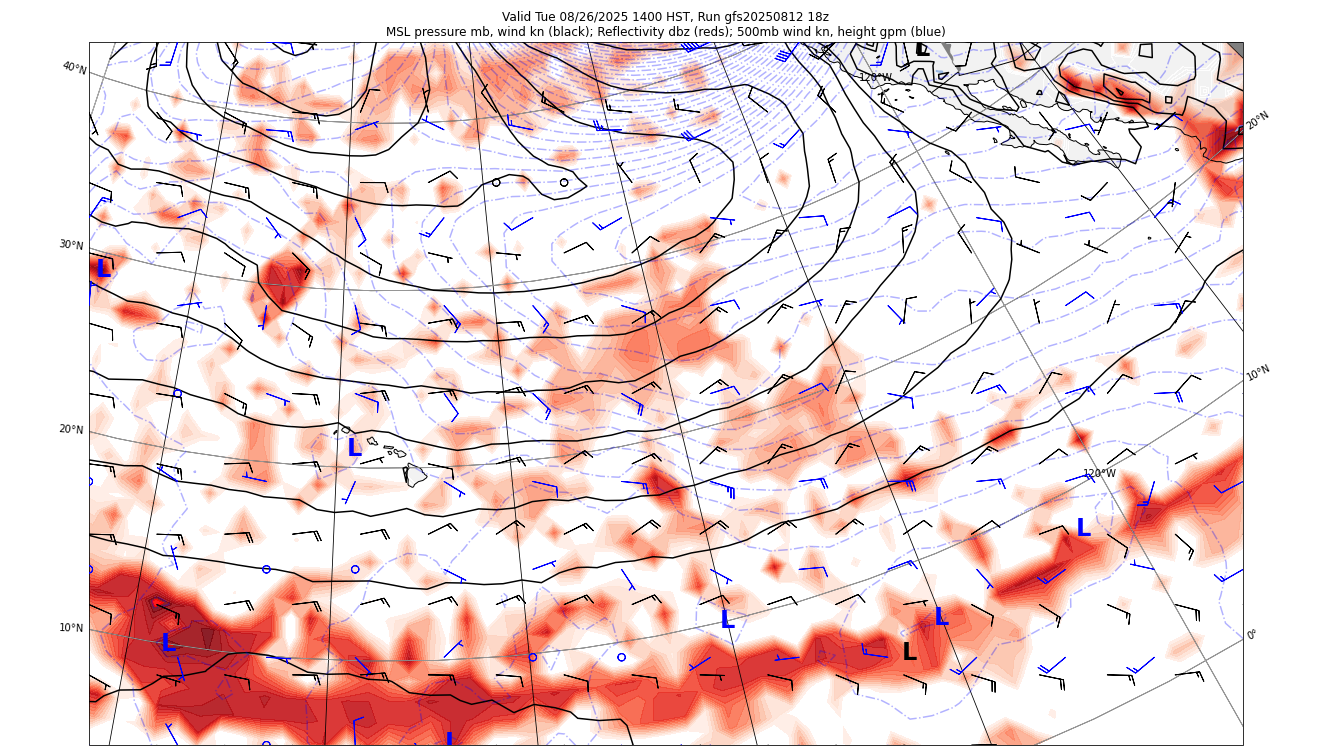 Valid Tue 08/26/2025 1400 HST, Run gfs20250812 18z
MSL pressure mb, wind kn (black); Reflectivity dbz (reds); 500mb wind kn, height gpm (blue)
L
40°N
120°W
20°N
30°N
L
10°N
20°N
L
120°W
L
10°N
L
L
L
L
0°
L